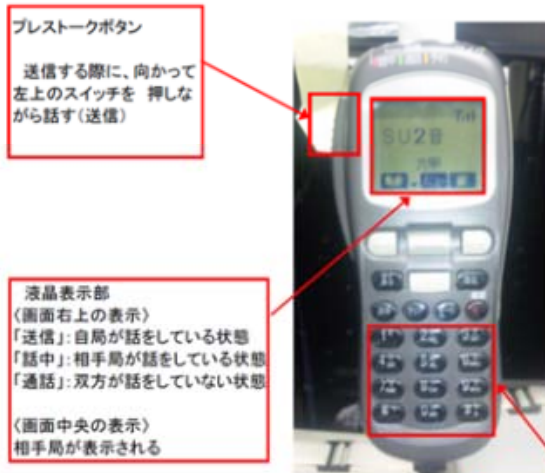 プレストークボタン
送信する際に、向かって
左上のスイッチを 押しな
がら話す(送信)
SU28
六甲
液晶表示部
〈画面右上の表示〉
「送信」:自局が話をしている状態
「話中」:相手局が話をしている状態
「通話」:双方が話をしていない状態
〈画面中央の表示〉
相手局が表示される